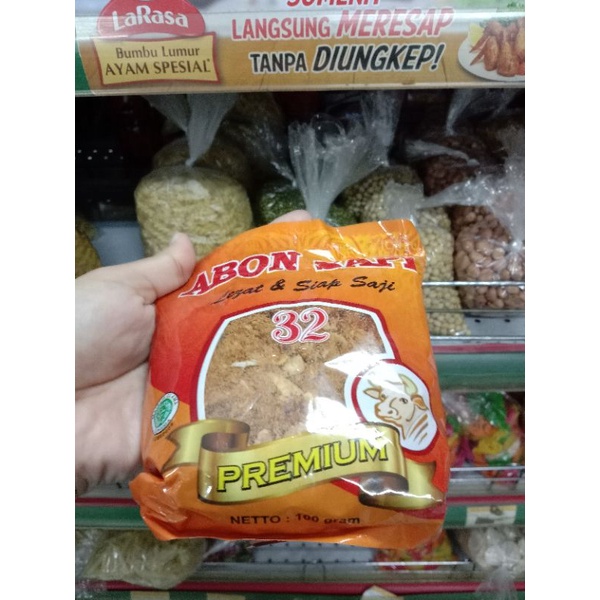 LaRasa
Bumbu Lumur
AYAM SPESIAL
LANGSUNG MERESAP
TANPA DIUNGKEP!
ABON SAPI
Lezat & Siap Saji
32
PREMIUM
NETTO : 100 gram